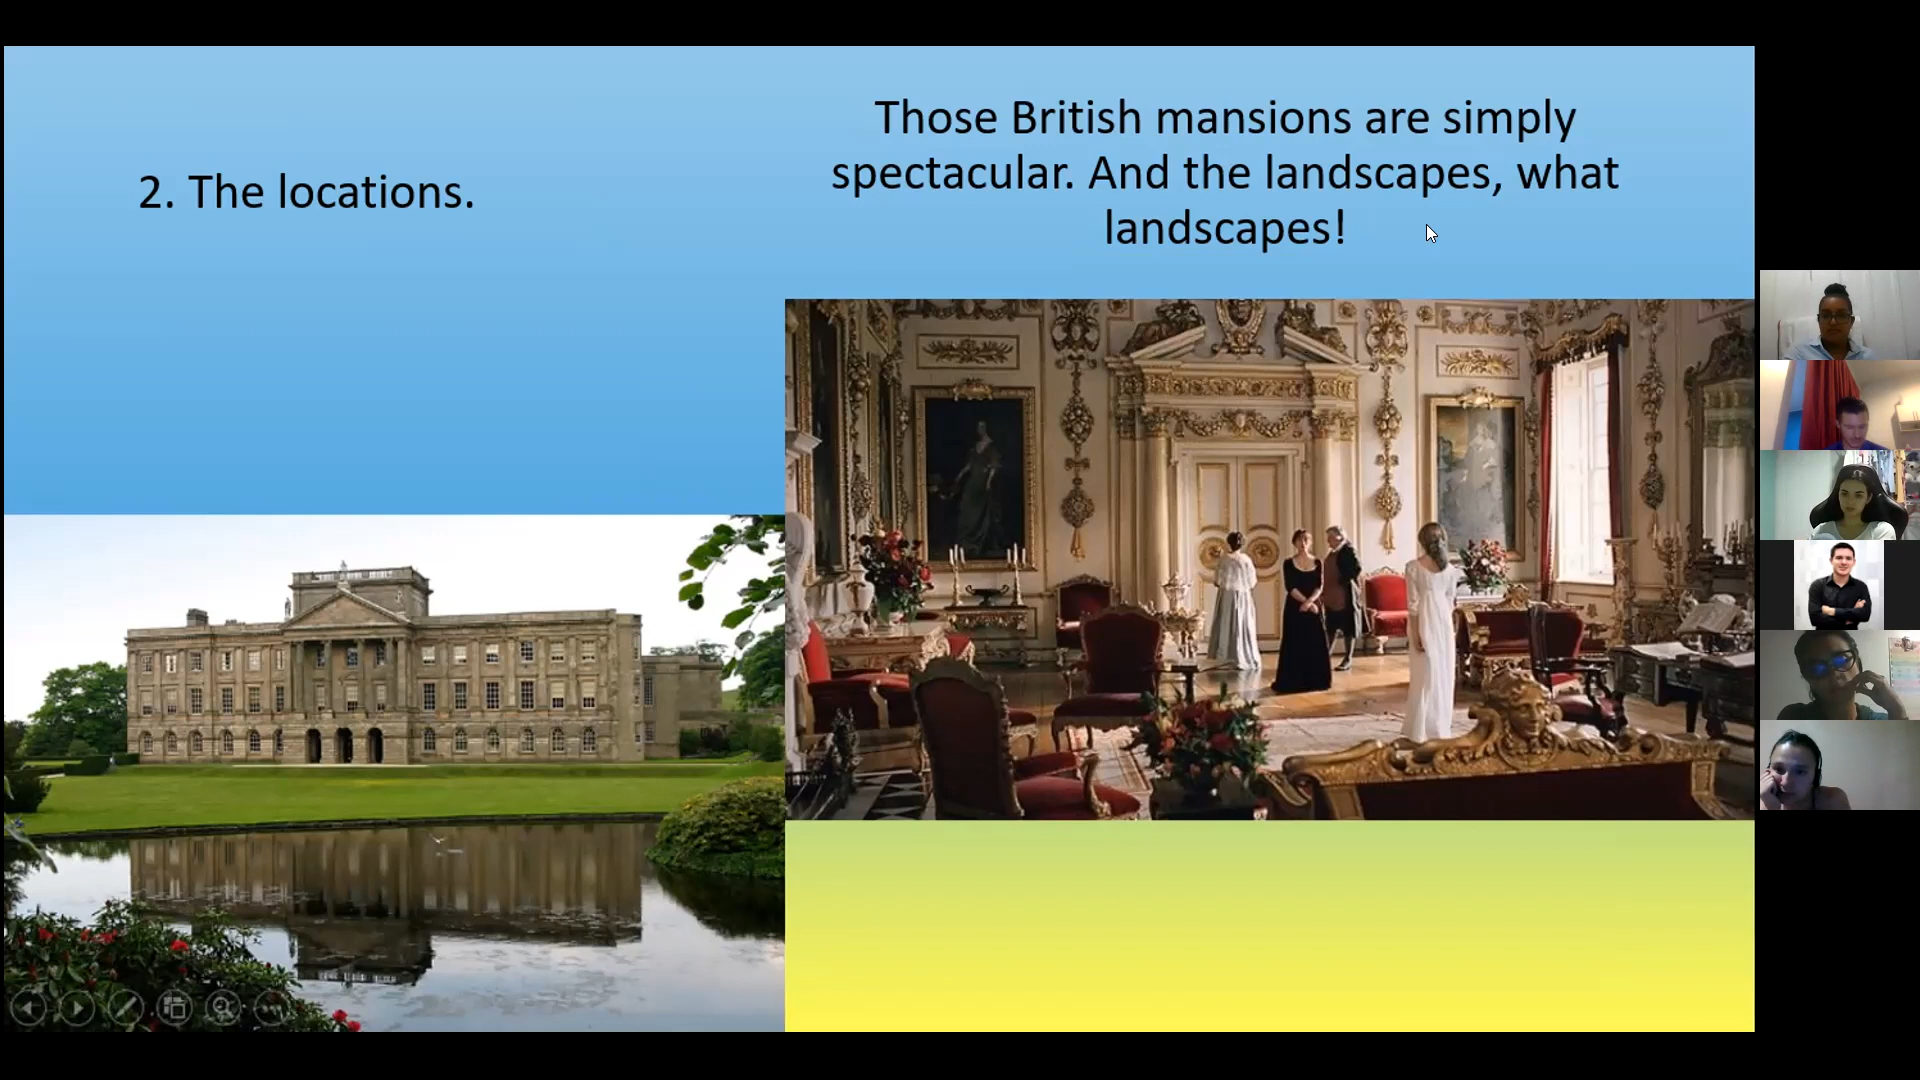 2. The locations.
Those British mansions are simply
spectacular. And the landscapes, what
landscapes!